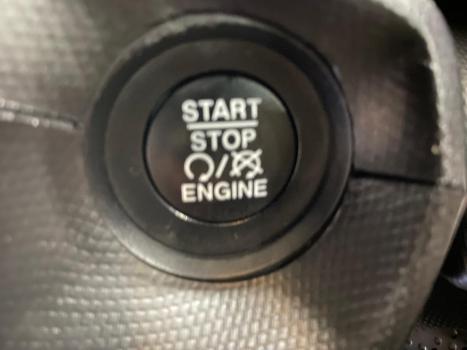 START
STOP
/
ENGINE